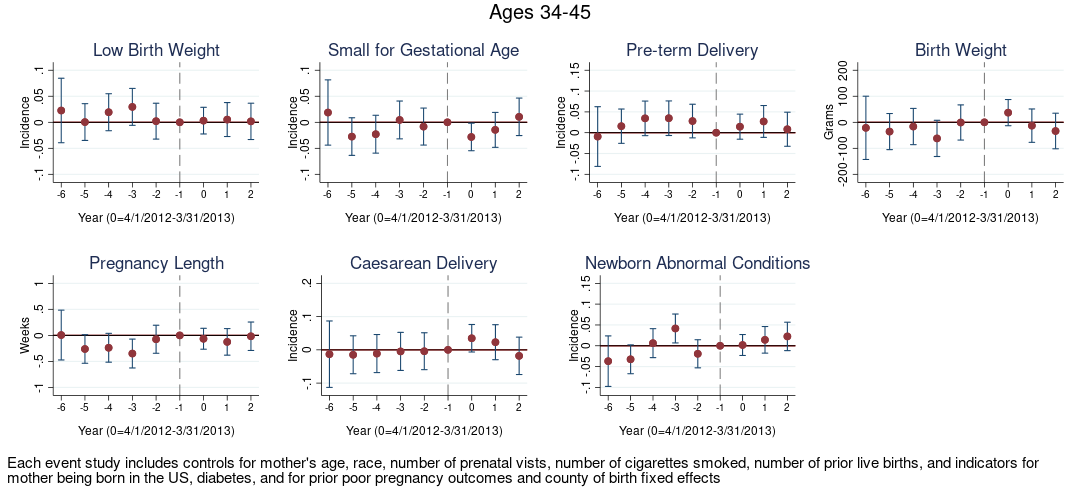 Ages 34-45
Low Birth Weight
Small for Gestational Age
Pre-term Delivery
Birth Weight
Incidence
.1
.05
0
-.05
-.1
-6 -5 -4 -3 -2 -1 0 1 2
Year (0=4/1/2012-3/31/2013)
Incidence
.1
.05
0
-.05
-.1
-6 -5 -4 -3 -2 -1 0 1 2
Year (0=4/1/2012-3/31/2013)
Incidence
.15
.1
.05
0
-.05
-.1
-6 -5 -4 -3 -2 -1 0 1 2
Year (0=4/1/2012-3/31/2013)
Grams
200
100
0
-100
-200
-6 -5 -4 -3 -2 -1 0 1 2
Year (0=4/1/2012-3/31/2013)
Pregnancy Length
Caesarean Delivery
Newborn Abnormal Conditions
Weeks
1
.5
0
-.5
-1
-6 -5 -4 -3 -2 -1 0 1 2
Year (0=4/1/2012-3/31/2013)
Incidence
.2
.1
0
-.1
-6 -5 -4 -3 -2 -1 0 1 2
Year (0=4/1/2012-3/31/2013)
Incidence
.15
.1
.05
0
-.05
-.1
-6 -5 -4 -3 -2 -1 0 1 2
Year (0=4/1/2012-3/31/2013)
Each event study includes controls for mother's age, race, number of prenatal vists, number of cigarettes smoked, number of prior live births, and indicators for
mother being born in the US, diabetes, and for prior poor pregnancy outcomes and county of birth fixed effects